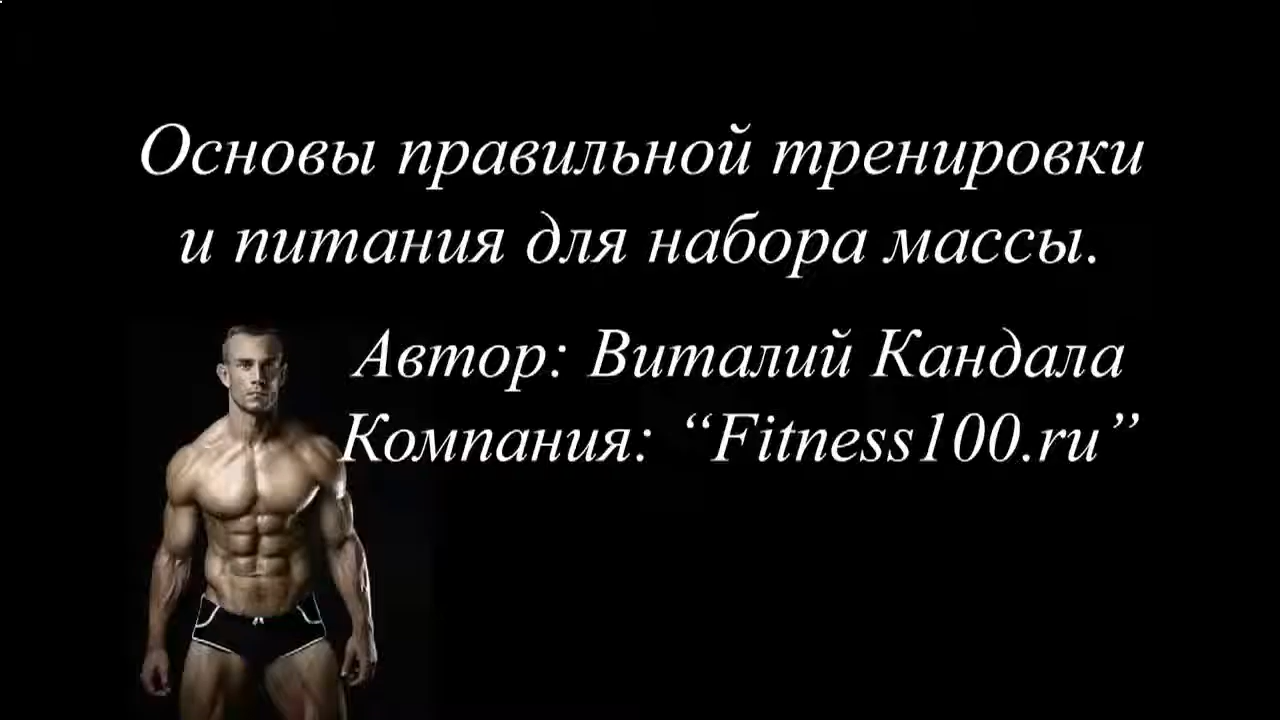 Основы правильной тренировки
и питания для набора массы.
Автор: Виталий Кандала
Компания: “Fitness100.ru”